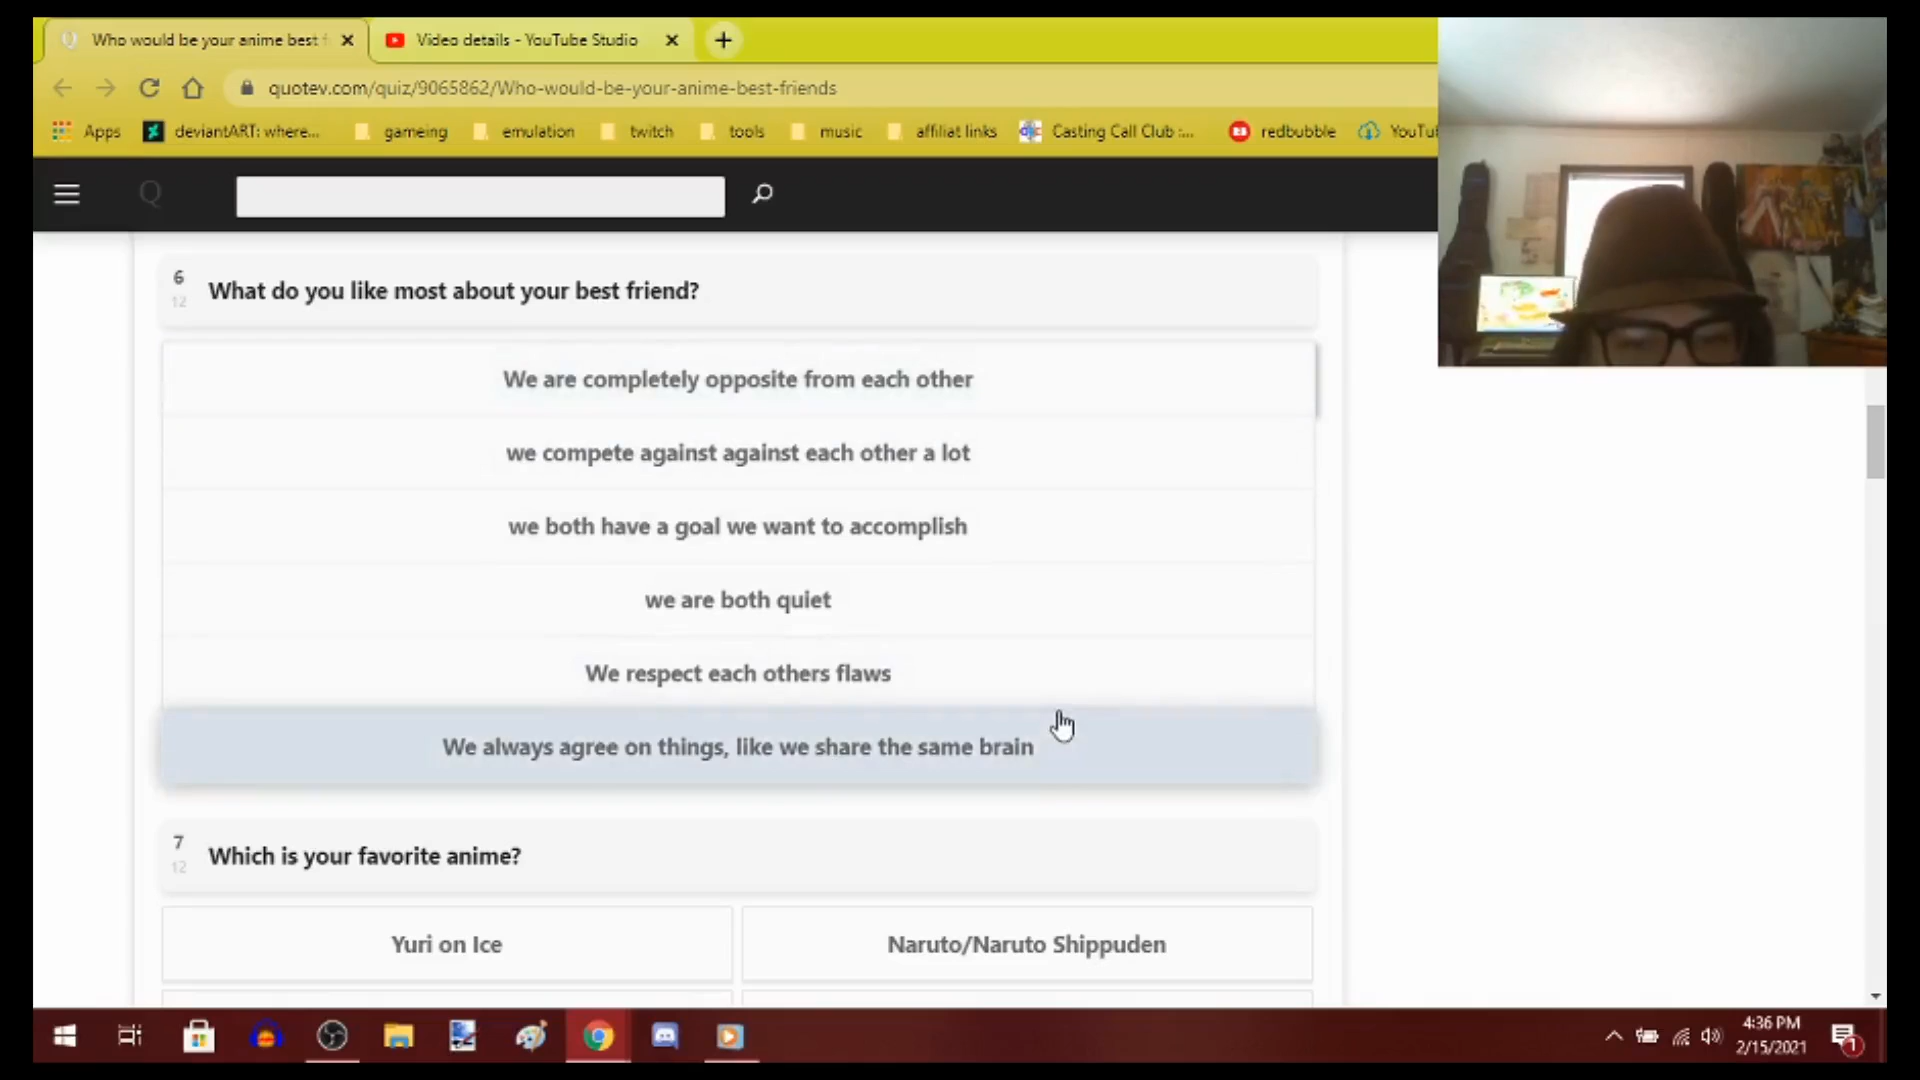 Who would be your anime best f
Video details - YouTube Studio
quotev.com/quiz/9065862/Who-would-be-your-anime-best-friends
Apps
deviantART: where...
gameing
emulation
twitch
tools
music
affiliat links
Casting Call Club :...
redbubble
YouTu
Q
6
12
What do you like most about your best friend?
We are completely opposite from each other
we compete against against each other a lot
we both have a goal we want to accomplish
we are both quiet
We respect each others flaws
We always agree on things, like we share the same brain
7
12
Which is your favorite anime?
Yuri on Ice
Naruto/Naruto Shippuden
4:36 PM
2/15/2021
1